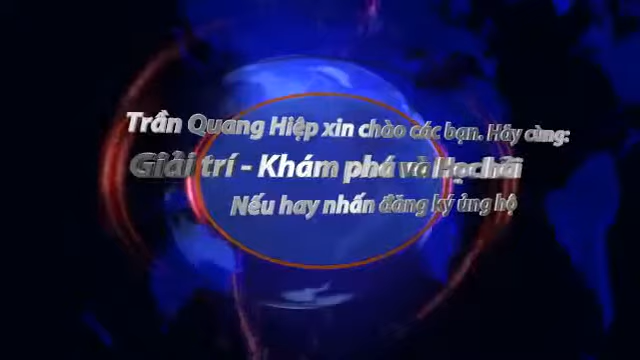 Trần Quang Hiệp xin chào các bạn. Hãy cùng:
Giải trí - Khám phá và Học hỏi
Nếu hay nhấn đăng ký ủng hộ